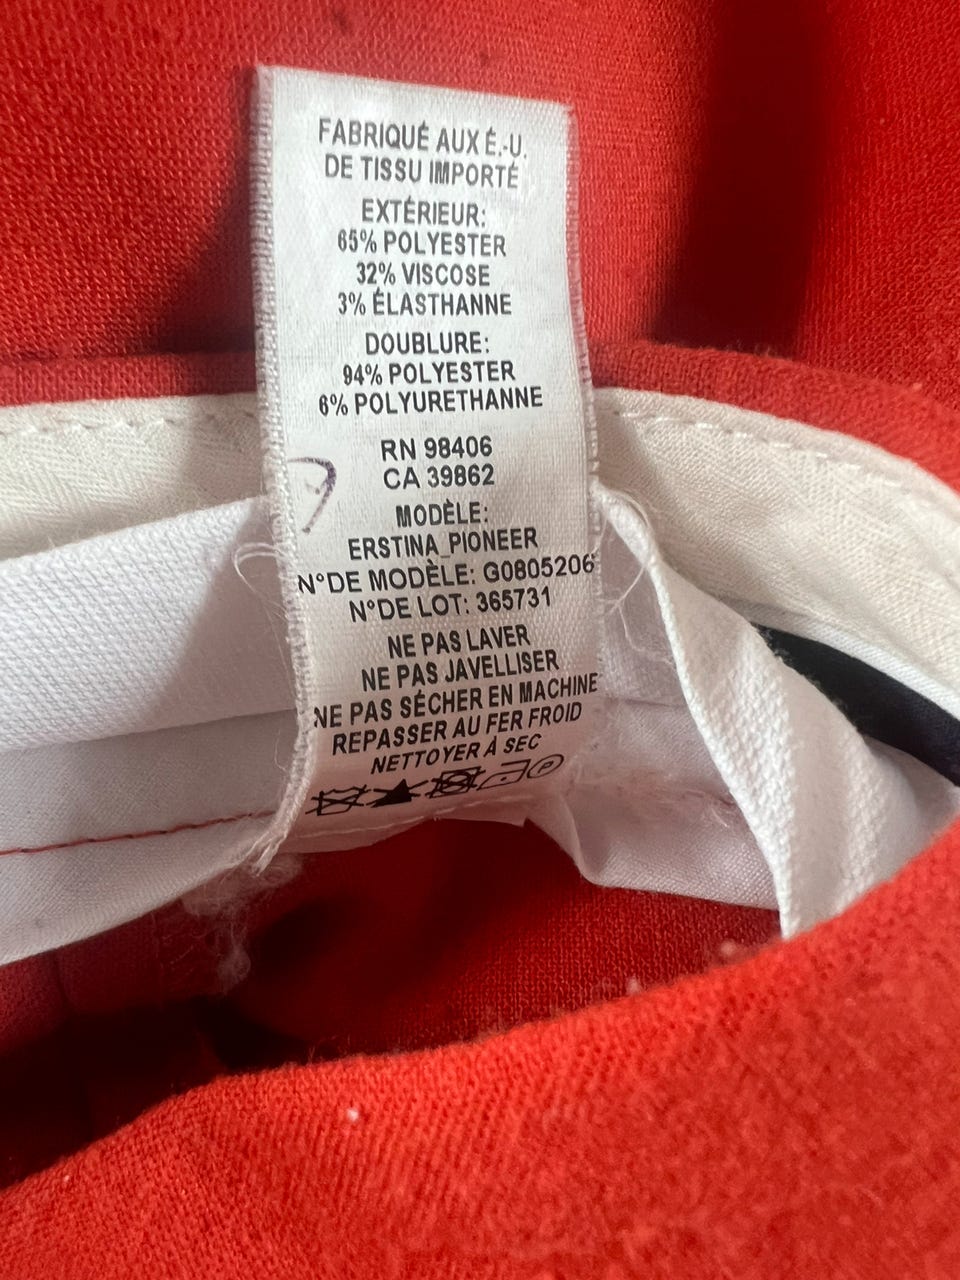 FABRIQUÉ AUX É.-U.
DE TISSU IMPORTÉ
EXTÉRIEUR:
65% POLYESTER
32% VISCOSE
3% ÉLASTHANNE
DOUBLURE:
94% POLYESTER
6% POLYURETHANNE
RN 98406
CA 39862
MODÈLE:
ERSTINA_PIONEER
N°DE MODÈLE: G0805206
N°DE LOT: 365731
NE PAS LAVER
NE PAS JAVELLISER
NE PAS SÉCHER EN MACHINE
REPASSER AU FER FROID
NETTOYER À SEC
P